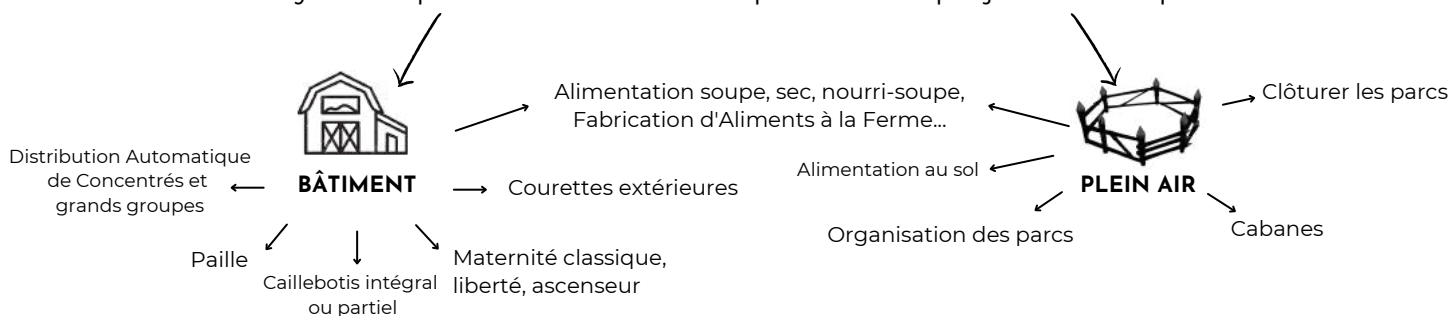 Alimentation soupe, sec, nourri-soupe,
Fabrication d'Aliments à la Ferme...
Clôturer les parcs
Distribution Automatique
de Concentrés et
grands groupes
BÂTIMENT
Courettes extérieures
Alimentation au sol
PLEIN AIR
Paille
Caillebotis intégral
ou partiel
Maternité classique,
liberté, ascenseur
Organisation des parcs
Cabanes